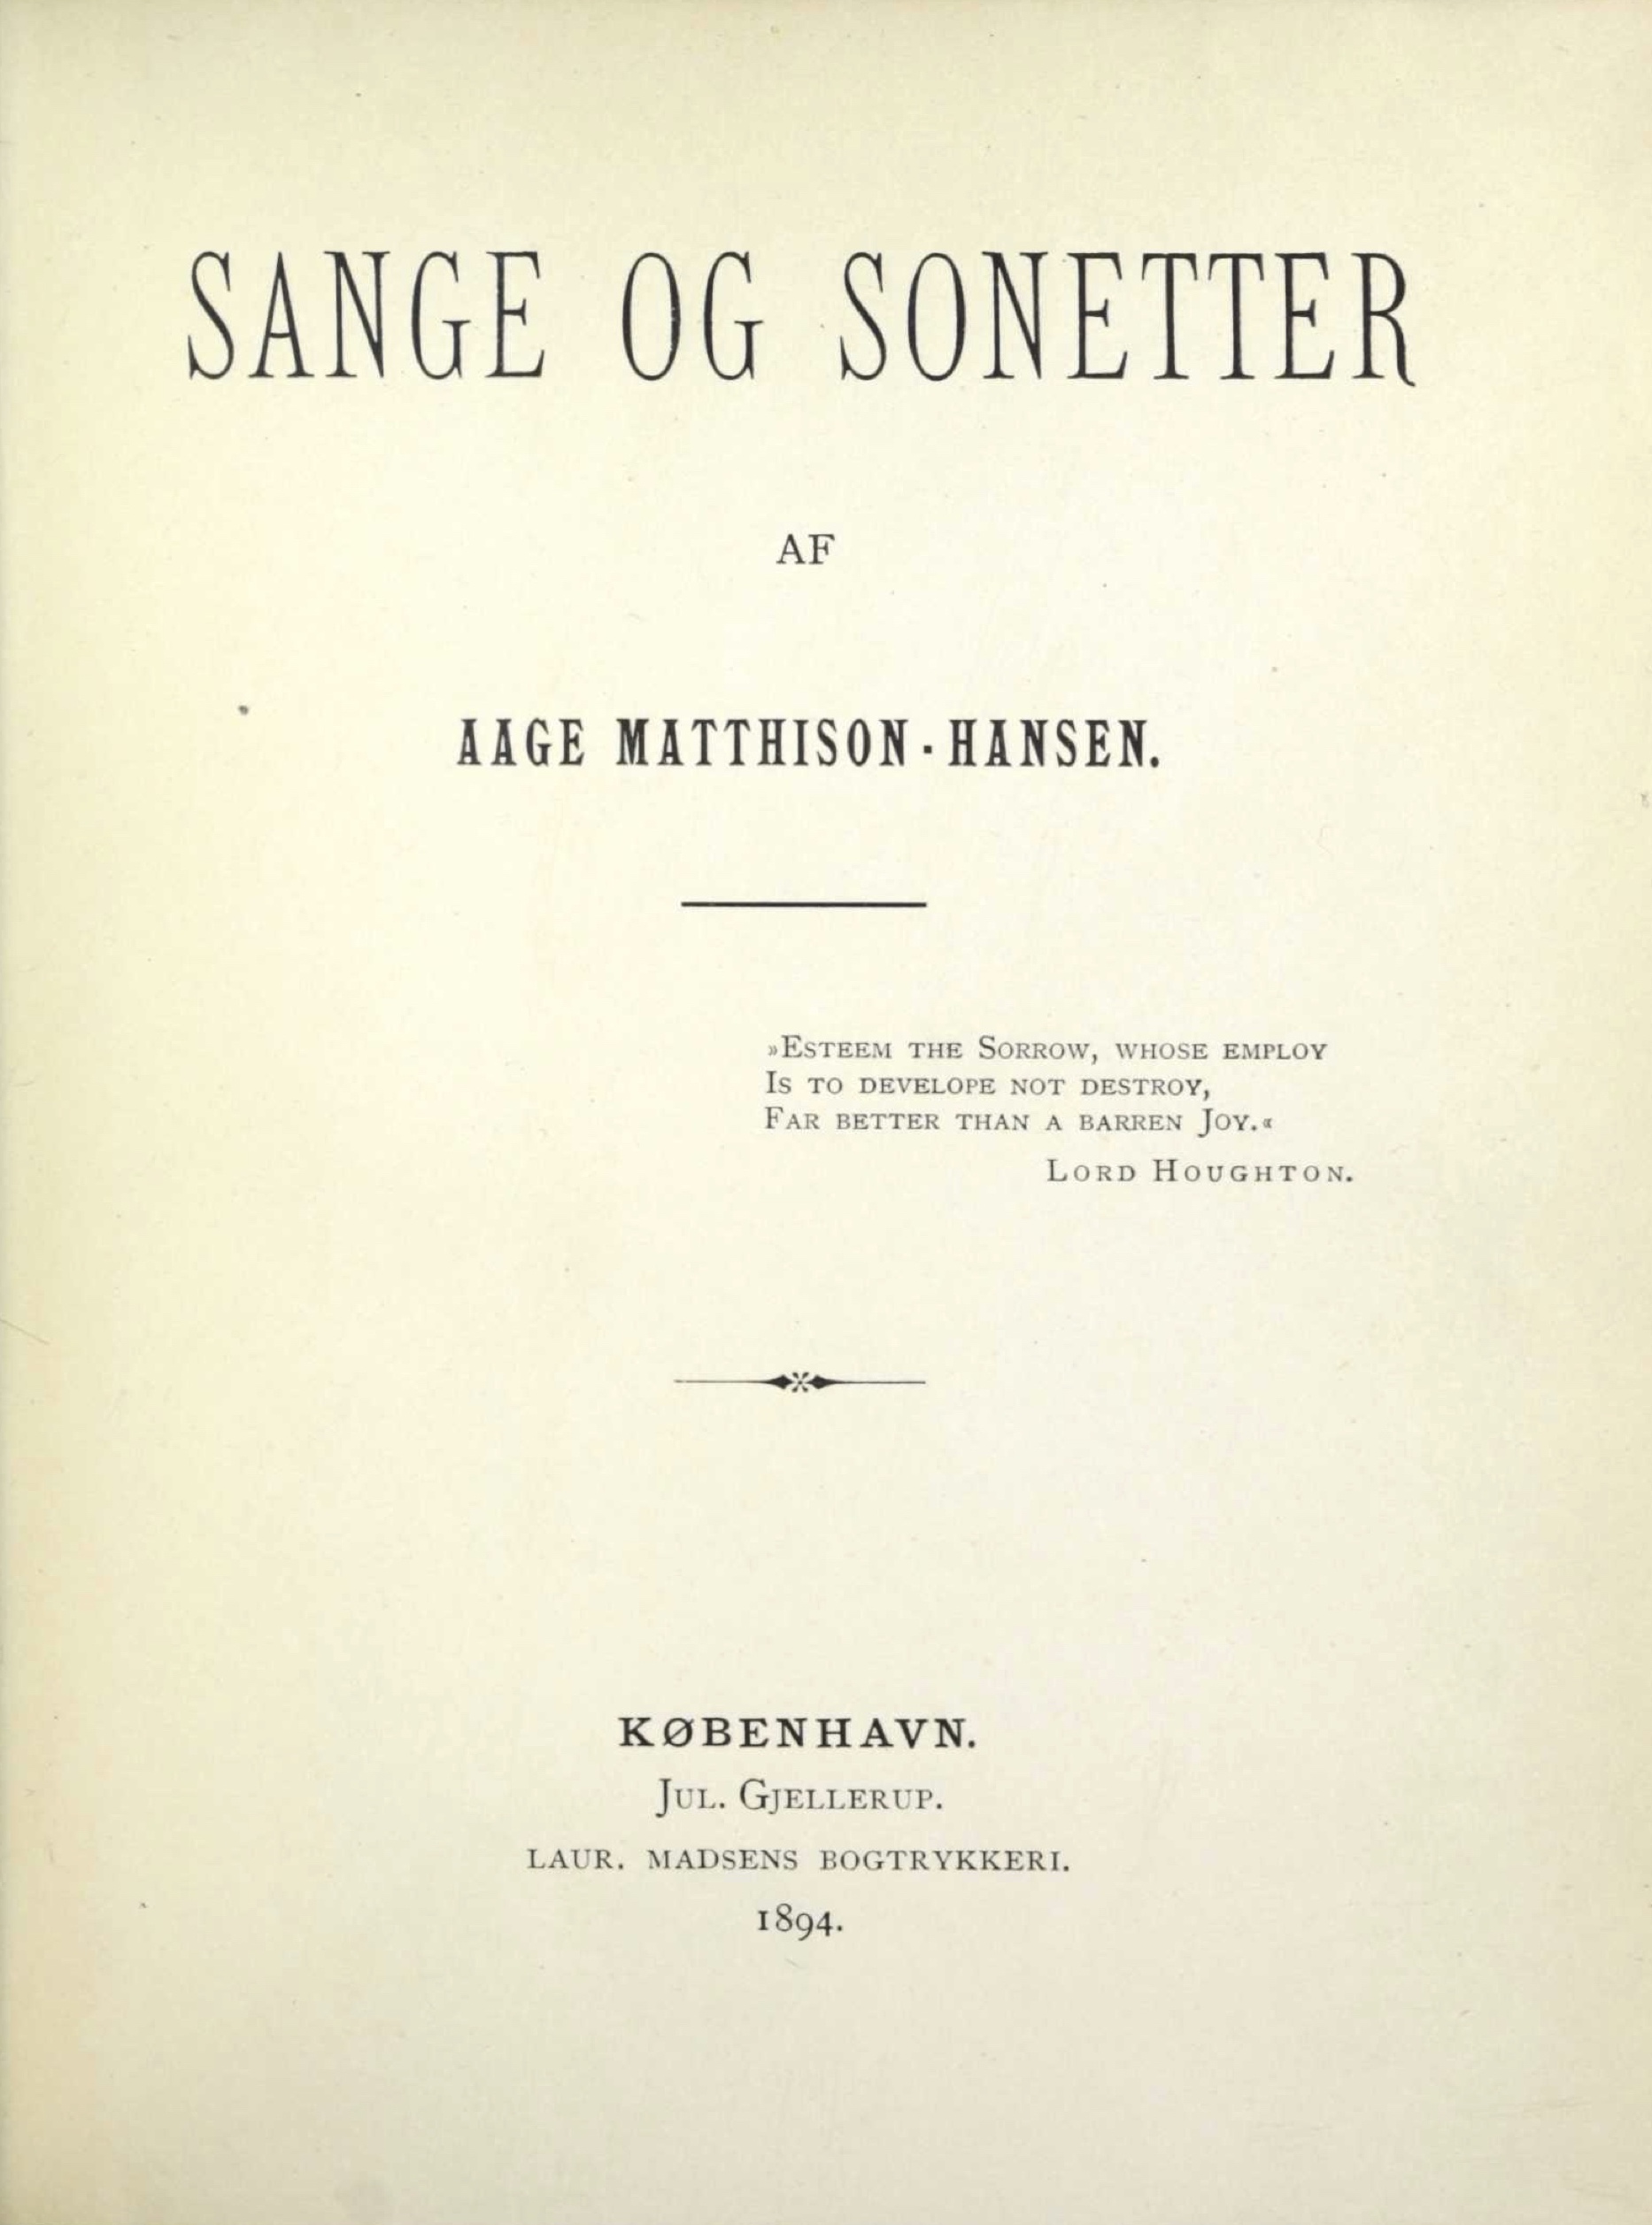 SANGE OG SONETTER
AF
AAGE MATTHISON-HANSEN.
»ESTEEM THE SORROW, WHOSE EMPLOY
IS TO DEVELOPE NOT DESTROY,
FAR BETTER THAN A BARREN JOY.«
LORD HOUGHTON.
KØBENHAVN.
JUL. GJELLERUP.
LAUR. MADSENS BOGTRYKKERI.
1894.